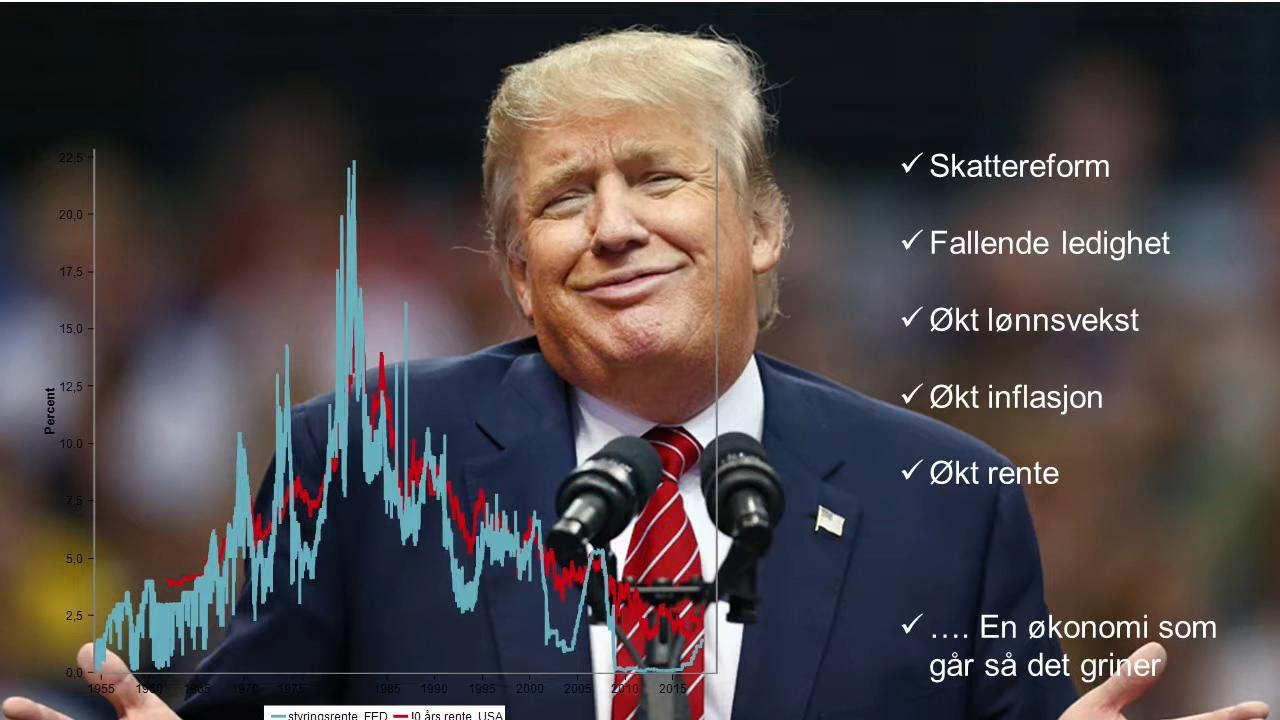 22,5
20,0
17,5
15,0
12,5
10,0
7,5
5,0
2,5
0,0
Percent
1955 1960 1965 1970 1975 1985 1990 1995 2000 2005 2010 2015
styringsrente, FED 10 års rente, USA
✓ Skattereform
✓ Fallende ledighet
✓ Økt lønnsvekst
✓ Økt inflasjon
✓ Økt rente
✓ …. En økonomi som
går så det griner